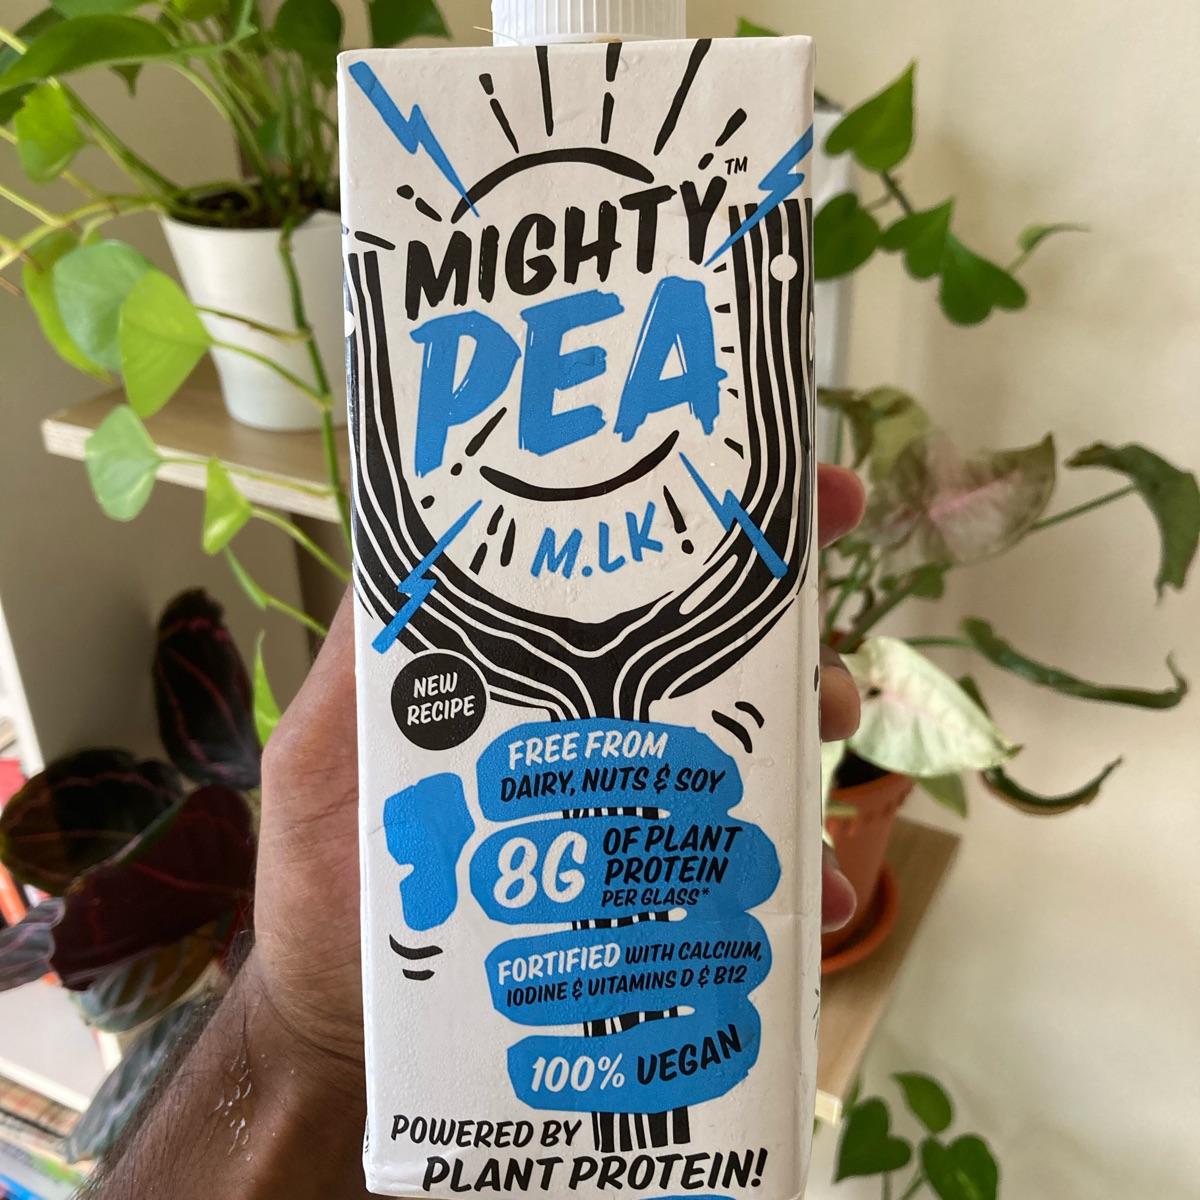 MIGHTY™
PEA
M.LK!
NEW
RECIPE
FREE FROM
DAIRY, NUTS & SOY
8G OF PLANT
PROTEIN
PER GLASS*
FORTIFIED WITH CALCIUM,
IODINE & VITAMINS D & B12
100% VEGAN
POWERED BY
PLANT PROTEIN!